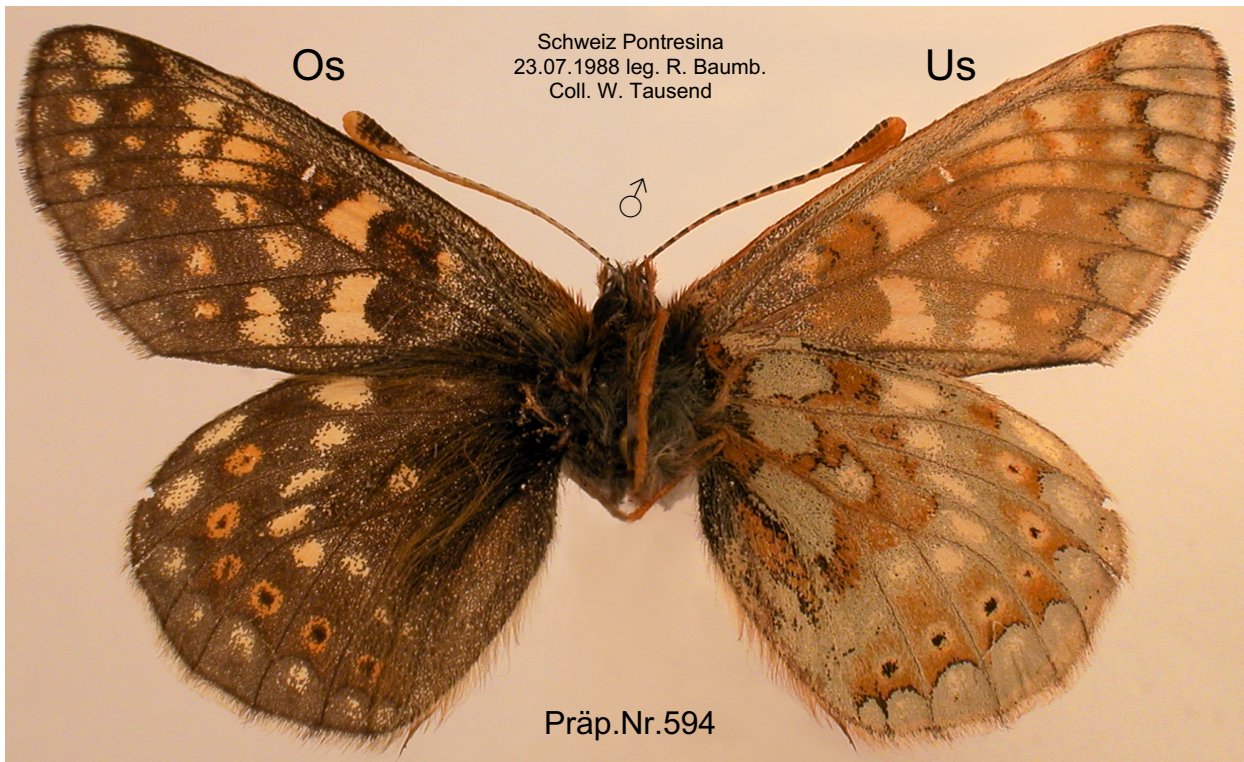 Os
Schweiz Pontresina
23.07.1988 leg. R. Baumb.
Coll. W. Tausend
Us
♂
Präp.Nr.594